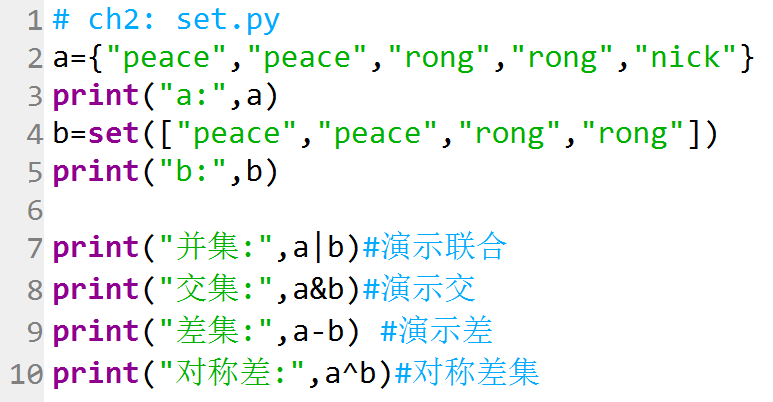 1 # ch2: set.py
2 a={"peace","peace","rong","rong","nick"}
3 print("a:",a)
4 b=set(["peace","peace","rong","rong"])
5 print("b:",b)
6
7 print("并集:",a|b)#演示联合
8 print("交集:",a&b)#演示交
9 print("差集:",a-b) #演示差
10 print("对称差:",a^b)#对称差集